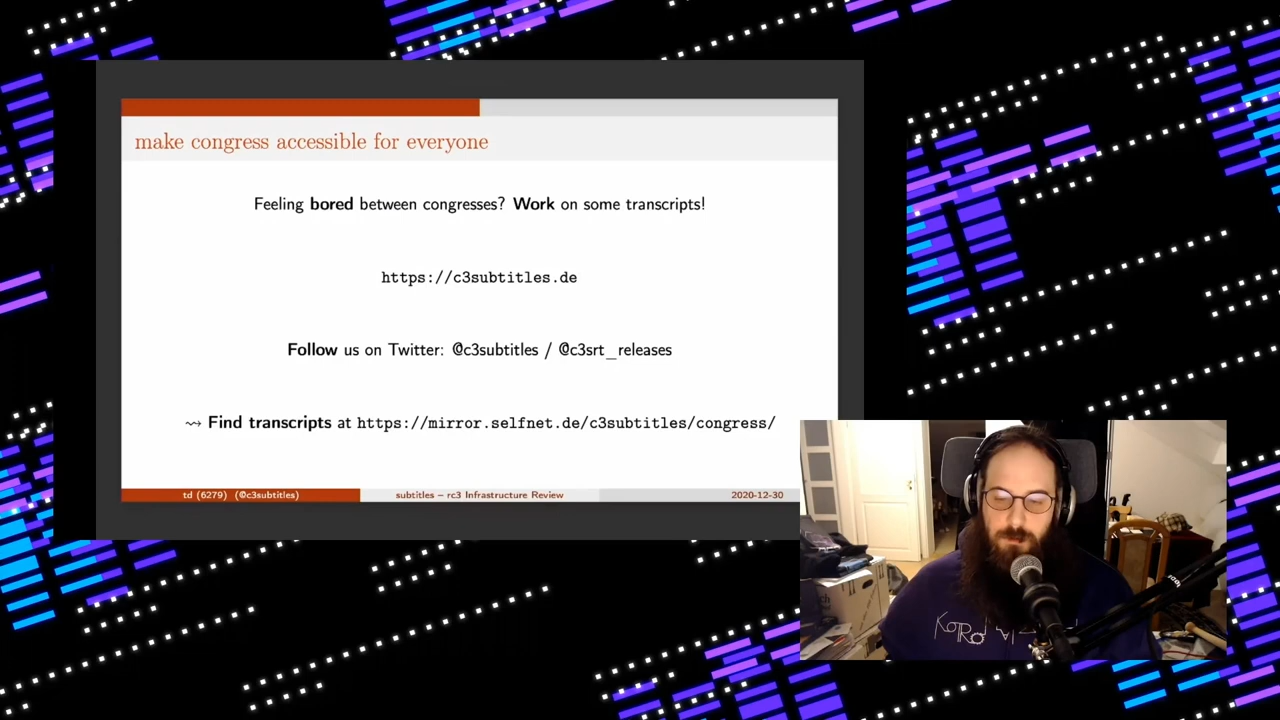 make congress accessible for everyone
Feeling bored between congresses? Work on some transcripts!
https://c3subtitles.de
Follow us on Twitter: @c3subtitles / @c3srt_releases
⇝ Find transcripts at https://mirror.selfnet.de/c3subtitles/congress/
td (6279) (@c3subtitles)
subtitles – rc3 Infrastructure Review
2020-12-30